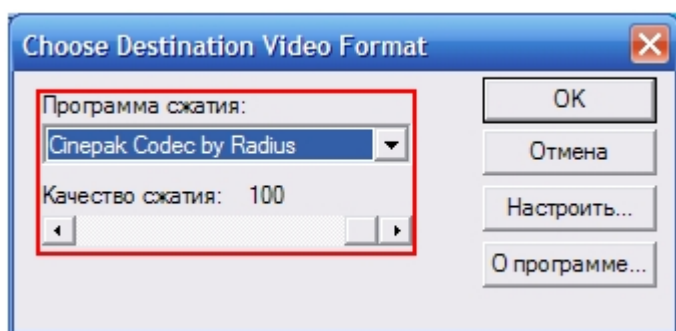 Choose Destination Video Format
Программа сжатия:
Cinepak Codec by Radius
Качество сжатия: 100
OK
Отмена
Настроить...
О программе...